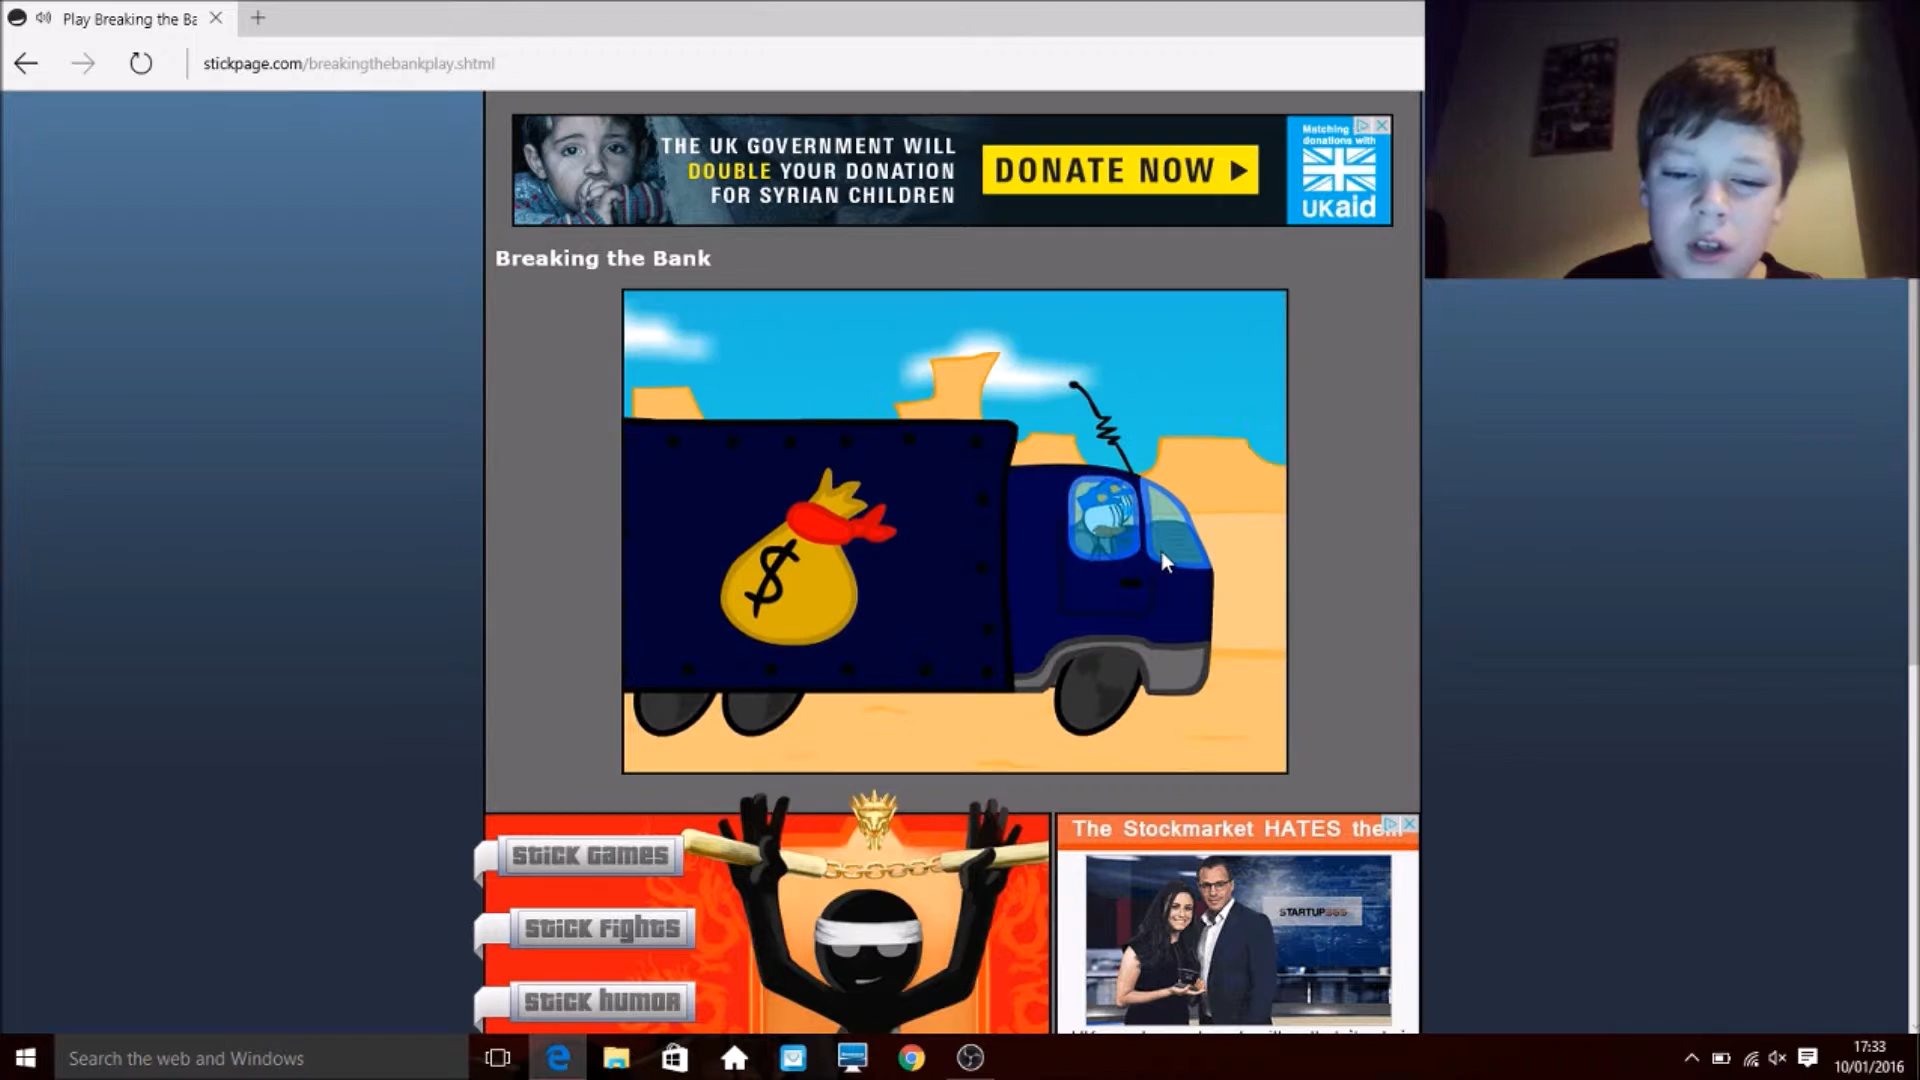 Play Breaking the Ba
stickpage.com/breakingthebankplay.shtml
THE UK GOVERNMENT WILL
DOUBLE YOUR DONATION
FOR SYRIAN CHILDREN
DONATE NOW
Matching
donations with
UKaid
Breaking the Bank
$
STICK GAMES
STICK FIGHTS
STICK HUMOR
The Stockmarket HATES
STARTUP365
Search the web and Windows
17:33
10/01/2016